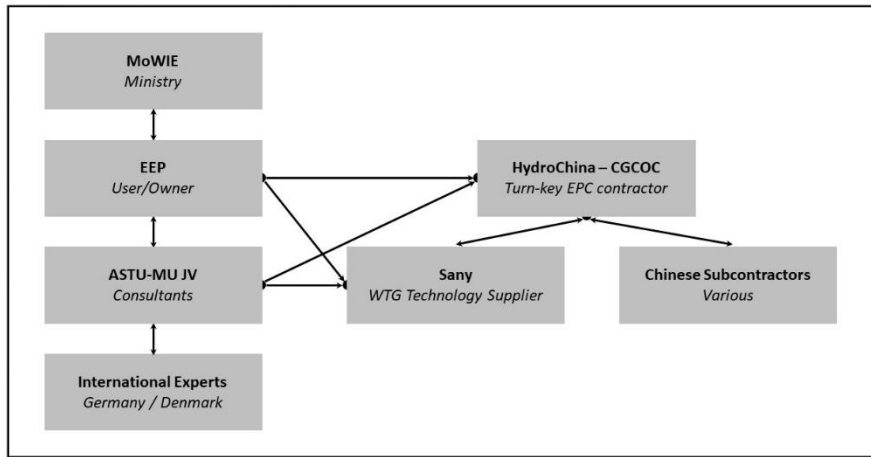 MoWIE
Ministry
EEP
User/Owner
HydroChina – CGCOC
Turn-key EPC contractor
ASTU-MU JV
Consultants
Sany
WTG Technology Supplier
Chinese Subcontractors
Various
International Experts
Germany / Denmark